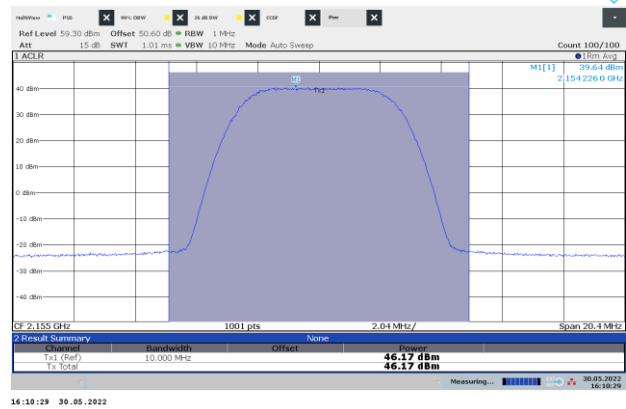 MultiView PSD 99% OBW 26 dB BW CCDF Pwr
Ref Level 59.30 dBm Offset 50.60 dB RBW 1 MHz
Att 15 dB SWT 1.01 ms VBW 10 MHz Mode Auto Sweep Count 100/100
1 ACLR 1Rm Avg
M1[1] 39.64 dBm
2.154 226 0 GHz
M1
Tx1
40 dBm
30 dBm
20 dBm
10 dBm
0 dBm
-10 dBm
-20 dBm
-30 dBm
-40 dBm
CF 2.155 GHz 1001 pts 2.04 MHz/ Span 20.4 MHz
2 Result Summary None
Channel Bandwidth Offset Power
Tx1 (Ref) 10.000 MHz 46.17 dBm
Tx Total 46.17 dBm
Measuring... 30.05.2022
16:10:29
16:10:29 30.05.2022